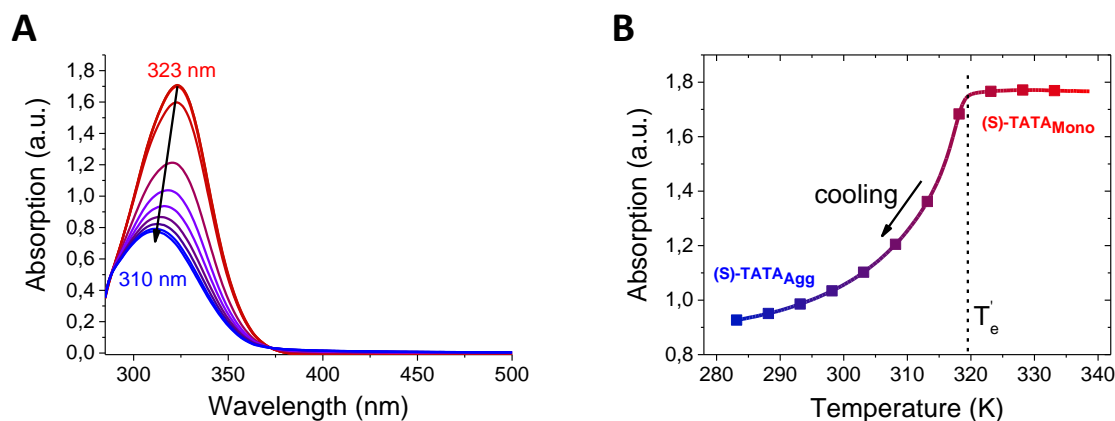 A
1,8
1,6
1,4
1,2
1,0
0,8
0,6
0,4
0,2
0,0
Absorption (a.u.)
323 nm
310 nm
300
350
400
450
500
Wavelength (nm)
B
1,8
1,6
1,4
1,2
1,0
0,8
Absorption (a.u.)
(S)-TATAMono
cooling
(S)-TATAAgg
T'e
280
290
300
310
320
330
340
Temperature (K)